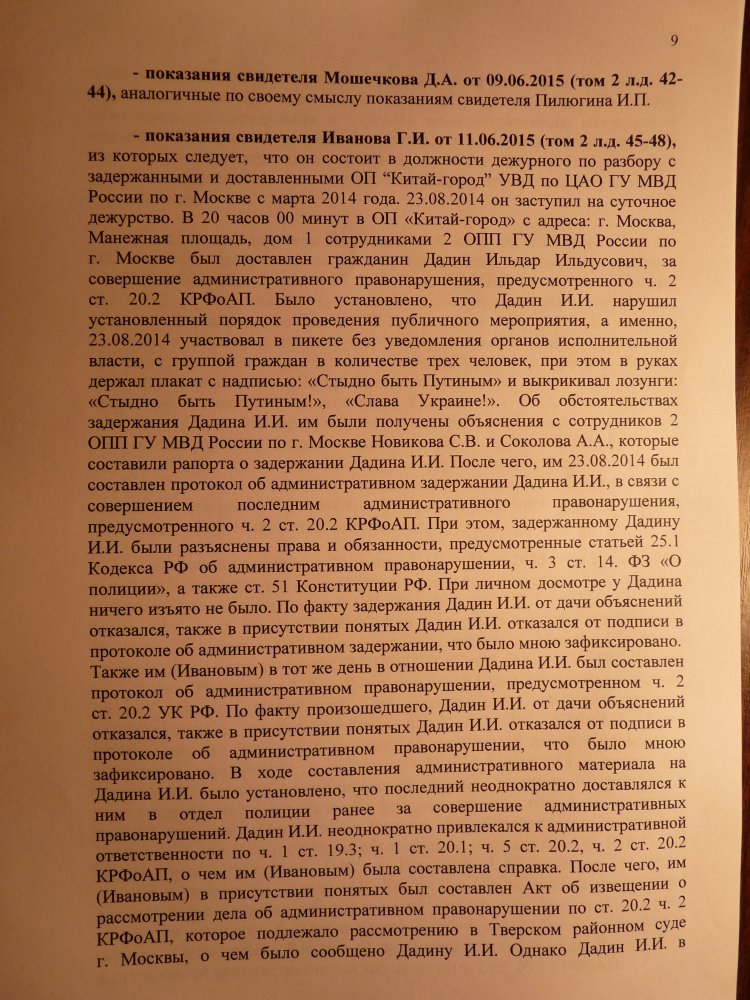 9
- показания свидетеля Мошечкова Д.А. от 09.06.2015 (том 2 л.д. 42-
44), аналогичные по своему смыслу показаниям свидетеля Пилюгина И.П.
- показания свидетеля Иванова Г.И. от 11.06.2015 (том 2 л.д. 45-48),
из которых следует, что он состоит в должности дежурного по разбору с
задержанными и доставленными ОП “Китай-город” УВД по ЦАО ГУ МВД
России по г. Москве с марта 2014 года. 23.08.2014 он заступил на суточное
дежурство. В 20 часов 00 минут в ОП «Китай-город» с адреса: г. Москва,
Манежная площадь, дом 1 сотрудниками 2 ОПП ГУ МВД России по
г. Москве был доставлен гражданин Дадин Ильдар Ильдусович, за
совершение административного правонарушения, предусмотренного ч. 2
ст. 20.2 КРФоАП. Было установлено, что Дадин И.И. нарушил
установленный порядок проведения публичного мероприятия, а именно,
23.08.2014 участвовал в пикете без уведомления органов исполнительной
власти, с группой граждан в количестве трех человек, при этом в руках
держал плакат с надписью: «Стыдно быть Путиным» и выкрикивал лозунги:
«Стыдно быть Путиным!», «Слава Украине!». Об обстоятельствах
задержания Дадина И.И. им были получены объяснения с сотрудников 2
ОПП ГУ МВД России по г. Москве Новикова С.В. и Соколова А.А., которые
составили рапорта о задержании Дадина И.И. После чего, им 23.08.2014 был
составлен протокол об административном задержании Дадина И.И., в связи с
совершением последним административного правонарушения,
предусмотренного ч. 2 ст. 20.2 КРФоАП. При этом, задержанному Дадину
И.И. были разъяснены права и обязанности, предусмотренные статьей 25.1
Кодекса РФ об административном правонарушении, ч. 3 ст. 14. ФЗ «О
полиции», а также ст. 51 Конституции РФ. При личном досмотре у Дадина
ничего изъято не было. По факту задержания Дадин И.И. от дачи объяснений
отказался, также в присутствии понятых Дадин И.И. отказался от подписи в
протоколе об административном задержании, что было мною зафиксировано.
Также им (Ивановым) в тот же день в отношении Дадина И.И. был составлен
протокол об административном правонарушении, предусмотренном ч. 2
ст. 20.2 УК РФ. По факту произошедшего, Дадин И.И. от дачи объяснений
отказался, также в присутствии понятых Дадин И.И. отказался от подписи в
протоколе об административном правонарушении, что было мною
зафиксировано. В ходе составления административного материала на
Дадина И.И. было установлено, что последний неоднократно доставлялся к
ним в отдел полиции ранее за совершение административных
правонарушений. Дадин И.И. неоднократно привлекался к административной
ответственности по ч. 1 ст. 19.3; ч. 1 ст. 20.1; ч. 5 ст. 20.2, ч. 2 ст. 20.2
КРФоАП, о чем им (Ивановым) была составлена справка. После чего, им
(Ивановым) в присутствии понятых был составлен Акт об извещении о
рассмотрении дела об административном правонарушении по ст. 20.2 ч. 2
КРФоАП, которое подлежало рассмотрению в Тверском районном суде
г. Москвы, о чем было сообщено Дадину И.И. Однако Дадин И.И. в